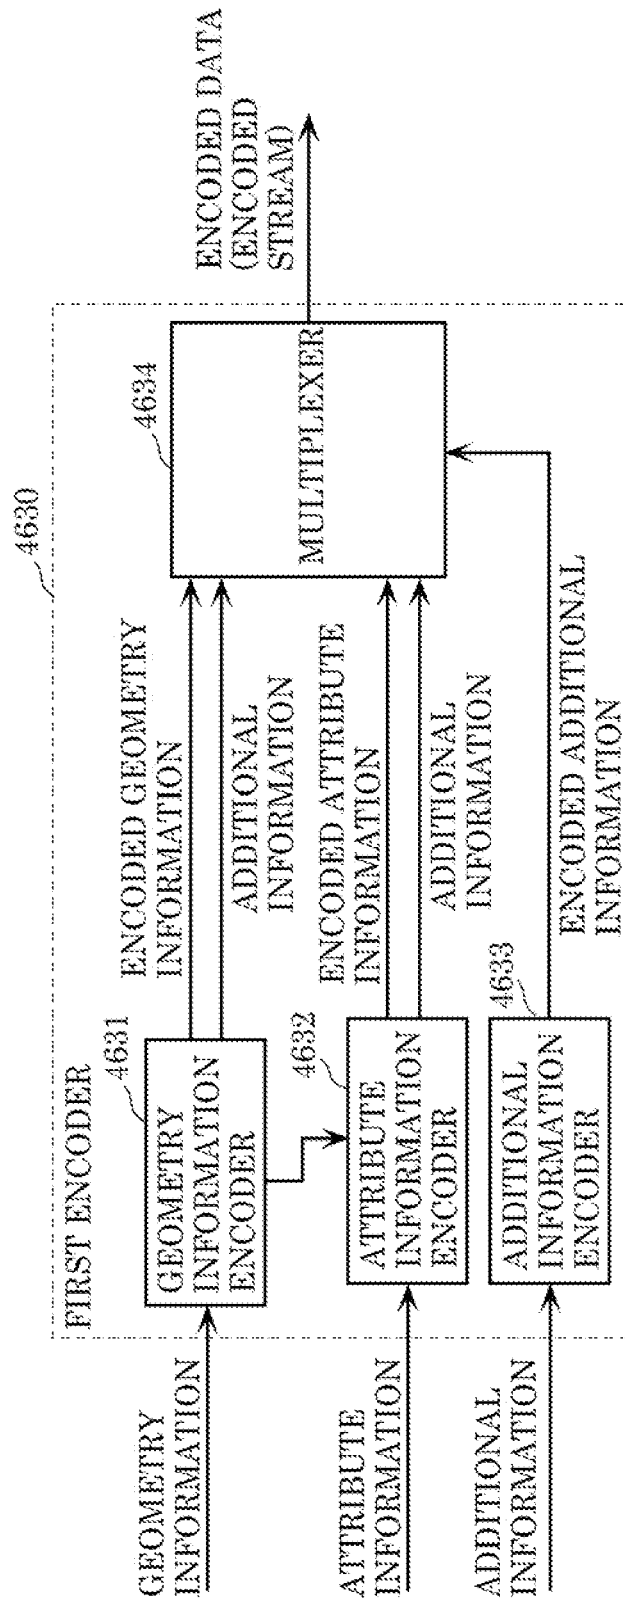 4630
FIRST ENCODER
GEOMETRY
INFORMATION
4631
GEOMETRY
INFORMATION
ENCODER
ENCODED GEOMETRY
INFORMATION
ADDITIONAL
INFORMATION
4634
MULTIPLEXER
ENCODED DATA
(ENCODED
STREAM)
ATTRIBUTE
INFORMATION
4632
ATTRIBUTE
INFORMATION
ENCODER
ENCODED ATTRIBUTE
INFORMATION
ADDITIONAL
INFORMATION
ADDITIONAL
INFORMATION
4633
ADDITIONAL
INFORMATION
ENCODER
ENCODED ADDITIONAL
INFORMATION